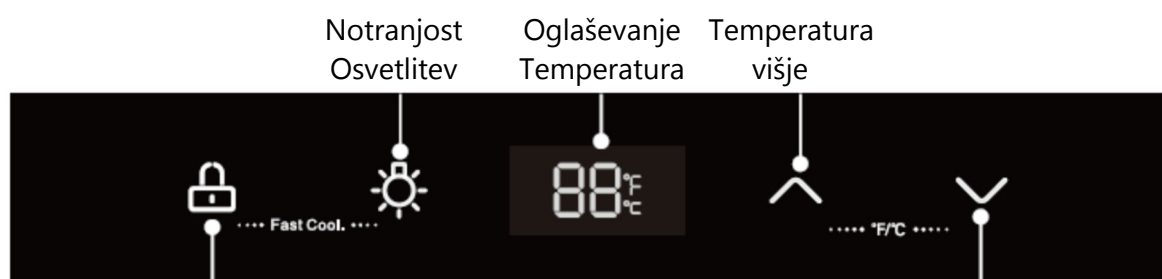 Notranjost Oglaševanje Temperatura
Osvetlitev Temperatura višje
88 °F
°C
Fast Cool.
°F/°C